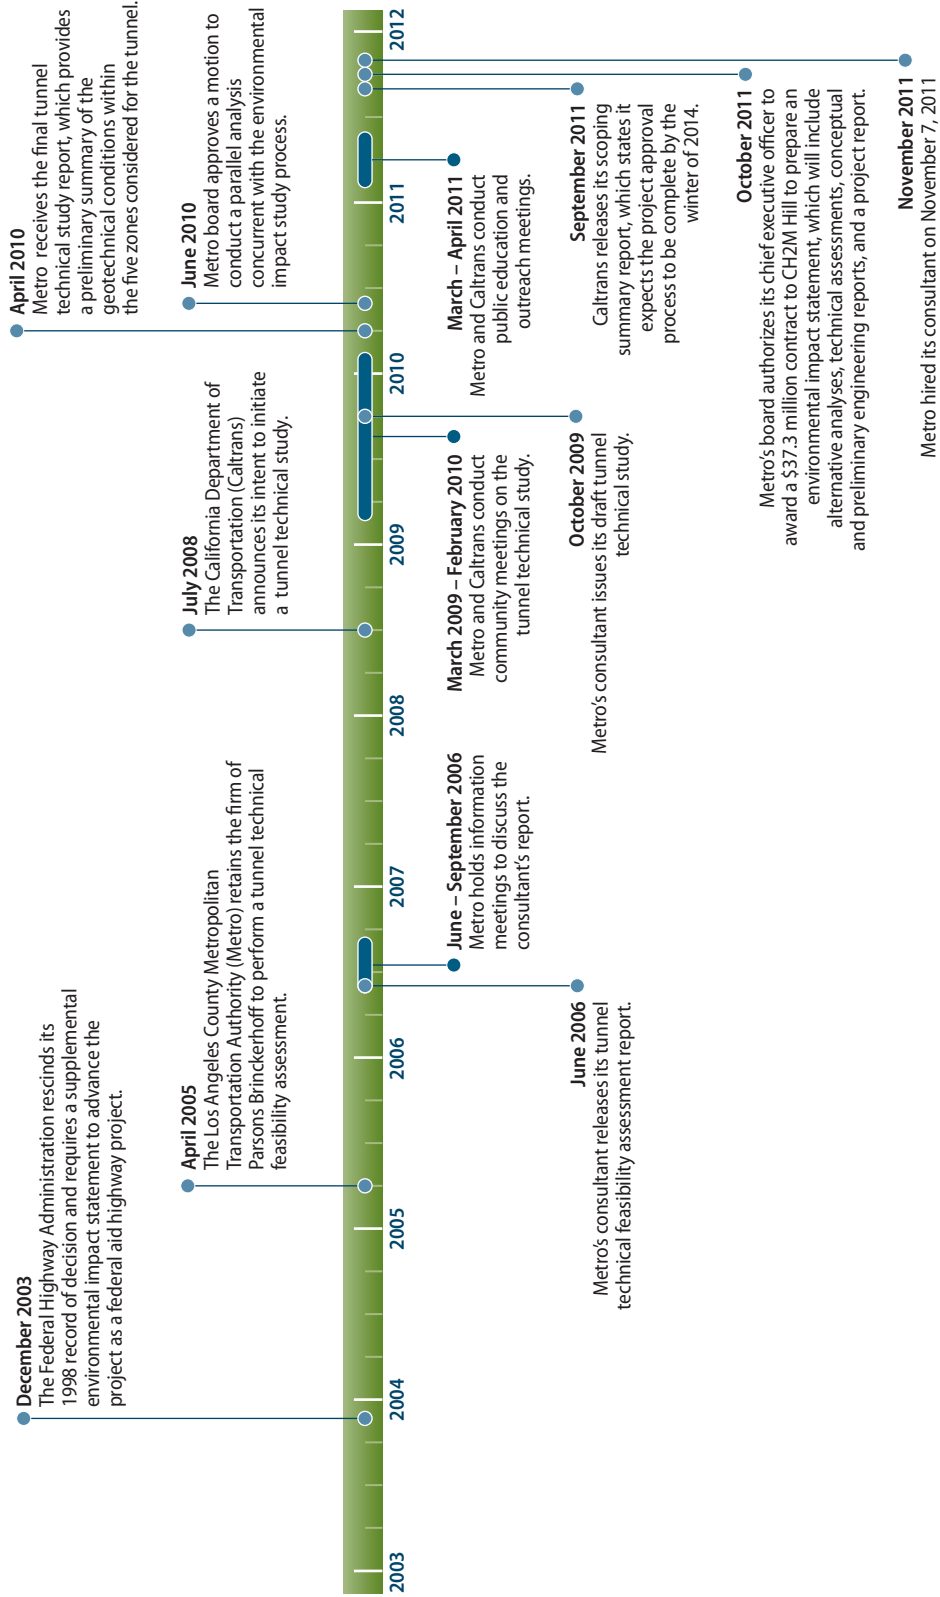 December 2003
The Federal Highway Administration rescinds its
1998 record of decision and requires a supplemental
environmental impact statement to advance the
project as a federal aid highway project.
April 2005
The Los Angeles County Metropolitan
Transportation Authority (Metro) retains the firm of
Parsons Brinckerhoff to perform a tunnel technical
feasibility assessment.
July 2008
The California Department of
Transportation (Caltrans)
announces its intent to initiate
a tunnel technical study.
April 2010
Metro receives the final tunnel
technical study report, which provides
a preliminary summary of the
geotechnical conditions within
the five zones considered for the tunnel.
June 2010
Metro board approves a motion to
conduct a parallel analysis
concurrent with the environmental
impact study process.
2003
2004
2005
2006
2007
2008
2009
2010
2011
2012
June 2006
Metro's consultant releases its tunnel
technical feasibility assessment report.
June – September 2006
Metro holds information
meetings to discuss the
consultant's report.
March 2009 – February 2010
Metro and Caltrans conduct
community meetings on the
tunnel technical study.
October 2009
Metro's consultant issues its draft tunnel
technical study.
March – April 2011
Metro and Caltrans conduct
public education and
outreach meetings.
September 2011
Caltrans releases its scoping
summary report, which states it
expects the project approval
process to be complete by the
winter of 2014.
October 2011
Metro's board authorizes its chief executive officer to
award a $37.3 million contract to CH2M Hill to prepare an
environmental impact statement, which will include
alternative analyses, technical assessments, conceptual
and preliminary engineering reports, and a project report.
November 2011
Metro hired its consultant on November 7, 2011